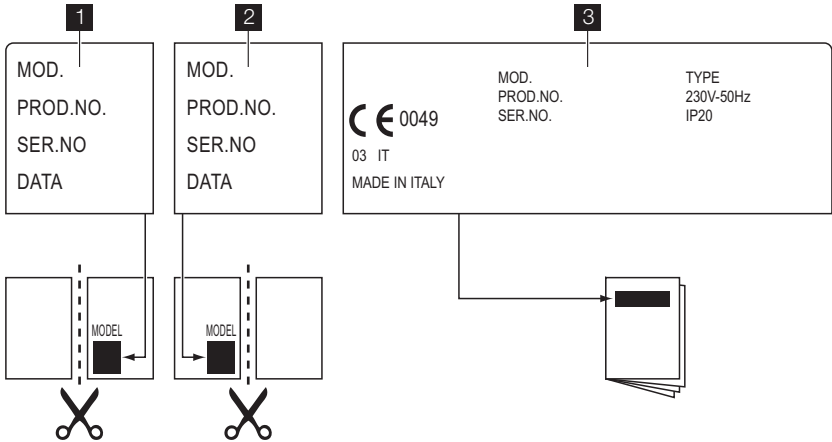 1
MOD.
PROD.NO.
SER.NO
DATA
MODEL
2
MOD.
PROD.NO.
SER.NO
DATA
MODEL
3
MOD.
PROD.NO.
SER.NO.
TYPE
230V-50Hz
IP20
CE 0049
03 IT
MADE IN ITALY